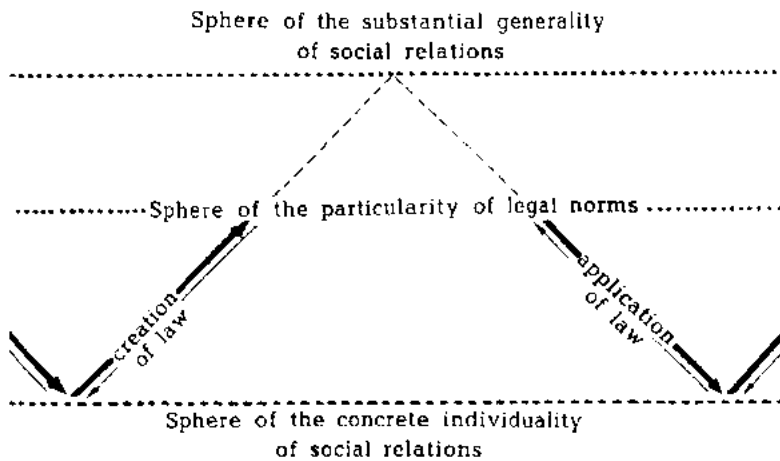 Sphere of the substantial generality
of social relations
Sphere of the particularity of legal norms
creation
of law
application
of law
Sphere of the concrete individuality
of social relations